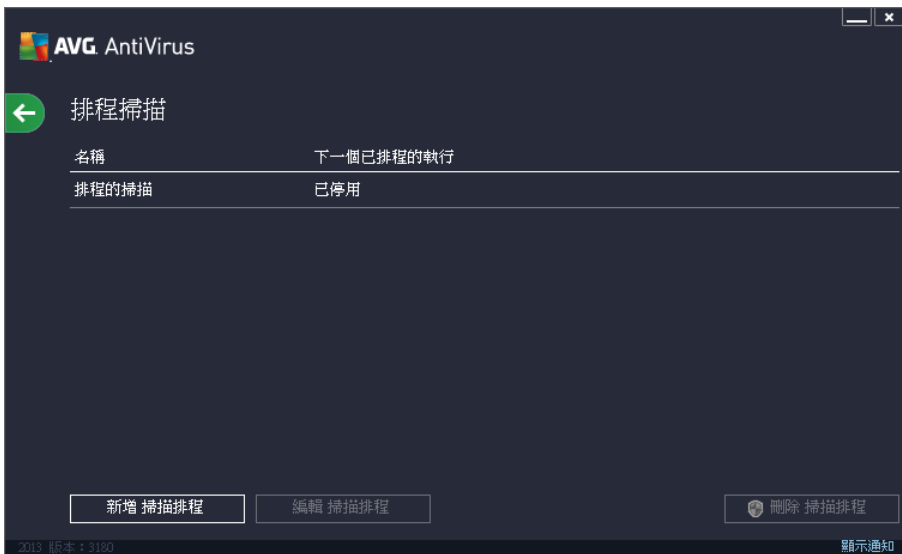 AVG. AntiVirus
排程掃描
名稱 下一個已排程的執行
排程的掃描 已停用
新增 掃描排程 編輯 掃描排程 刪除 掃描排程
2013 版本：3180 顯示通知